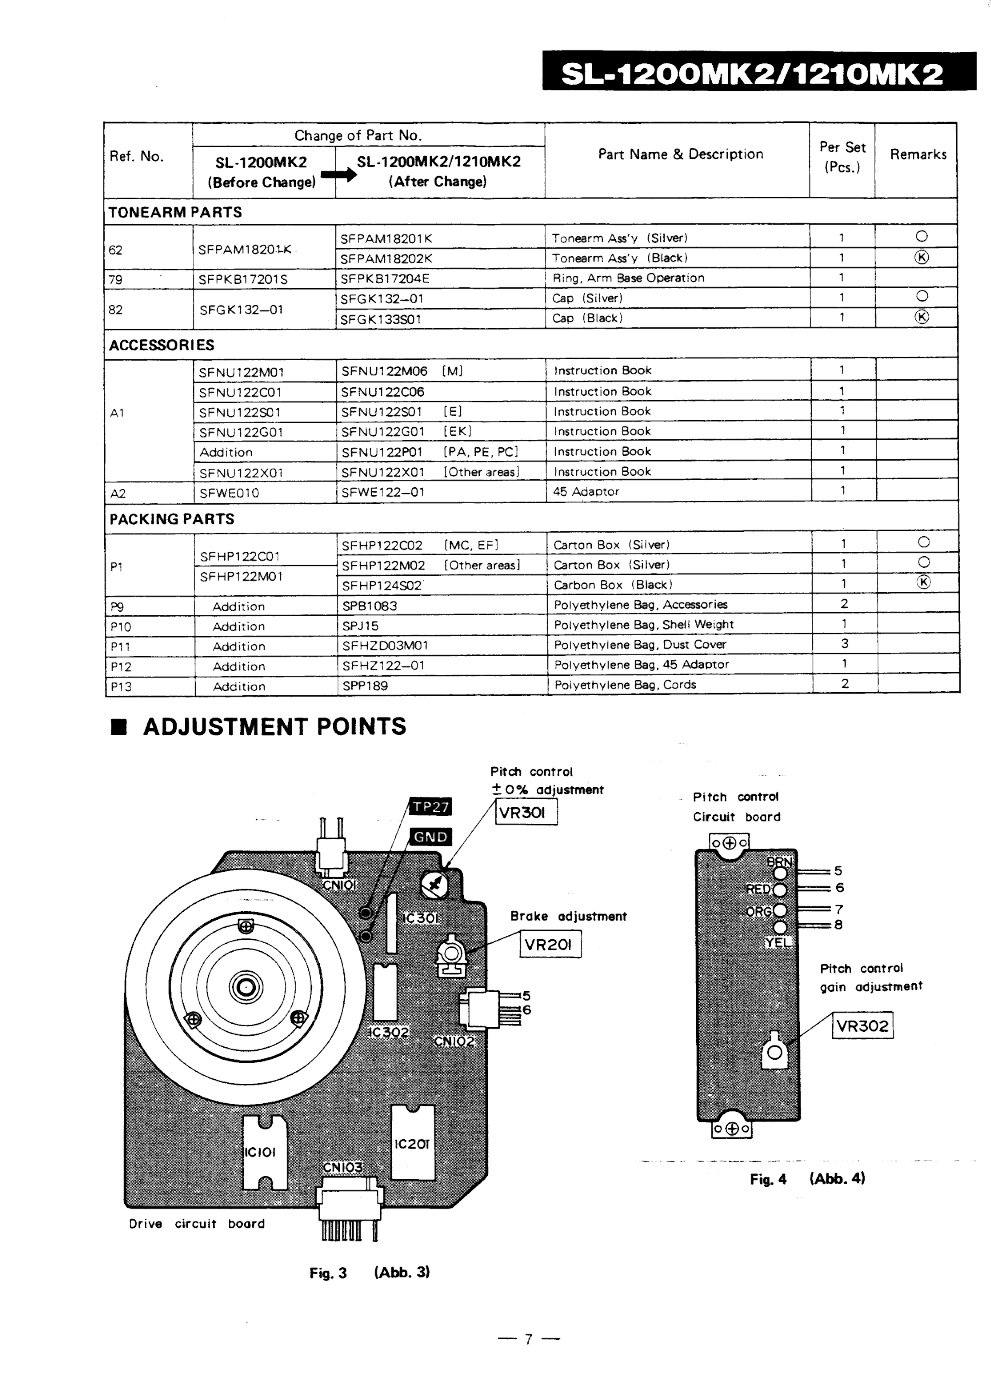 SL-1200MK2/1210MK2
Ref. No. Change of Part No. Part Name & Description Per Set (Pcs.) Remarks
SL-1200MK2 (Before Change) SL-1200MK2/1210MK2 (After Change)
TONEARM PARTS
62 SFPAM18201-K SFPAM18201K Tonearm Ass'y (Silver) 1 ○
SFPAM18202K Tonearm Ass'y (Black) 1 Ⓚ
79 SFPKB17201S SFPKB17204E Ring, Arm Base Operation 1
82 SFGK132—01 SFGK132—01 Cap (Silver) 1 ○
SFGK133S01 Cap (Black) 1 Ⓚ
ACCESSORIES
A1 SFNU122M01 SFNU122M06 [M] Instruction Book 1
SFNU122C01 SFNU122C06 Instruction Book 1
SFNU122S01 SFNU122S01 [E] Instruction Book 1
SFNU122G01 SFNU122G01 [EK] Instruction Book 1
Addition SFNU122P01 [PA, PE, PC] Instruction Book 1
SFNU122X01 SFNU122X01 [Other areas] Instruction Book 1
A2 SFWE010 SFWE122—01 45 Adaptor 1
PACKING PARTS
P1 SFHP122C01 SFHP122C02 [MC, EF] Carton Box (Silver) 1 ○
SFHP122M01 SFHP122M02 [Other areas] Carton Box (Silver) 1 ○
SFHP124S02 Carbon Box (Black) 1 Ⓚ
P9 Addition SPB1083 Polyethylene Bag, Accessories 2
P10 Addition SPJ15 Polyethylene Bag, Shell Weight 1
P11 Addition SFHZD03M01 Polyethylene Bag, Dust Cover 3
P12 Addition SFHZ122—01 Polyethylene Bag, 45 Adaptor 1
P13 Addition SPP189 Polyethylene Bag, Cords 2
■ ADJUSTMENT POINTS
Pitch control
±0% adjustment
VR301
TP27
GND
CN101
IC301
Brake adjustment
VR201
5
6
IC302
CN102
IC101
IC201
CN103
Drive circuit board
Fig. 3 (Abb. 3)
Pitch control
Circuit board
BRN 5
RED 6
ORG 7
8
YEL
Pitch control
gain adjustment
VR302
Fig. 4 (Abb. 4)
— 7 —